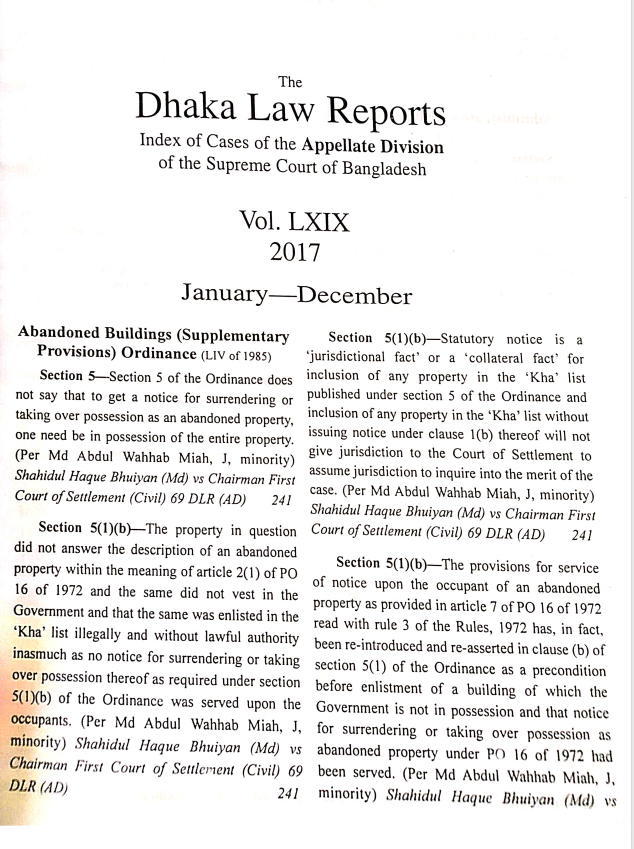 The
Dhaka Law Reports
Index of Cases of the Appellate Division
of the Supreme Court of Bangladesh
Vol. LXIX
2017
January—December
Abandoned Buildings (Supplementary
Provisions) Ordinance (LIV of 1985)
Section 5—Section 5 of the Ordinance does
not say that to get a notice for surrendering or
taking over possession as an abandoned property,
one need be in possession of the entire property.
(Per Md Abdul Wahhab Miah, J, minority)
Shahidul Haque Bhuiyan (Md) vs Chairman First
Court of Settlement (Civil) 69 DLR (AD) 241
Section 5(1)(b)—The property in question
did not answer the description of an abandoned
property within the meaning of article 2(1) of PO
16 of 1972 and the same did not vest in the
Government and that the same was enlisted in the
'Kha' list illegally and without lawful authority
inasmuch as no notice for surrendering or taking
over possession thereof as required under section
5(1)(b) of the Ordinance was served upon the
occupants. (Per Md Abdul Wahhab Miah, J,
minority) Shahidul Haque Bhuiyan (Md) vs
Chairman First Court of Settlement (Civil) 69
DLR (AD) 241
Section 5(1)(b)—Statutory notice is a
'jurisdictional fact' or a 'collateral fact' for
inclusion of any property in the 'Kha' list
published under section 5 of the Ordinance and
inclusion of any property in the 'Kha' list without
issuing notice under clause 1(b) thereof will not
give jurisdiction to the Court of Settlement to
assume jurisdiction to inquire into the merit of the
case. (Per Md Abdul Wahhab Miah, J, minority)
Shahidul Haque Bhuiyan (Md) vs Chairman First
Court of Settlement (Civil) 69 DLR (AD) 241
Section 5(1)(b)—The provisions for service
of notice upon the occupant of an abandoned
property as provided in article 7 of PO 16 of 1972
read with rule 3 of the Rules, 1972 has, in fact,
been re-introduced and re-asserted in clause (b) of
section 5(1) of the Ordinance as a precondition
before enlistment of a building of which the
Government is not in possession and that notice
for surrendering or taking over possession as
abandoned property under PO 16 of 1972 had
been served. (Per Md Abdul Wahhab Miah, J,
minority) Shahidul Haque Bhuiyan (Md) vs